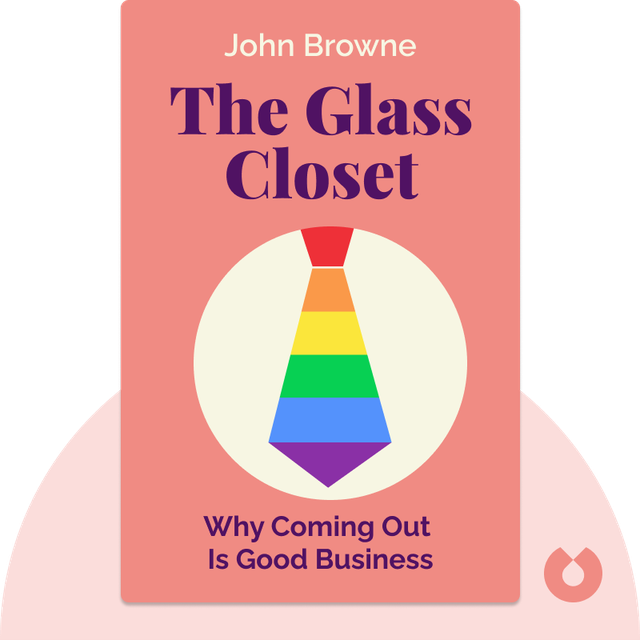 John Browne
The Glass
Closet
Why Coming Out
Is Good Business